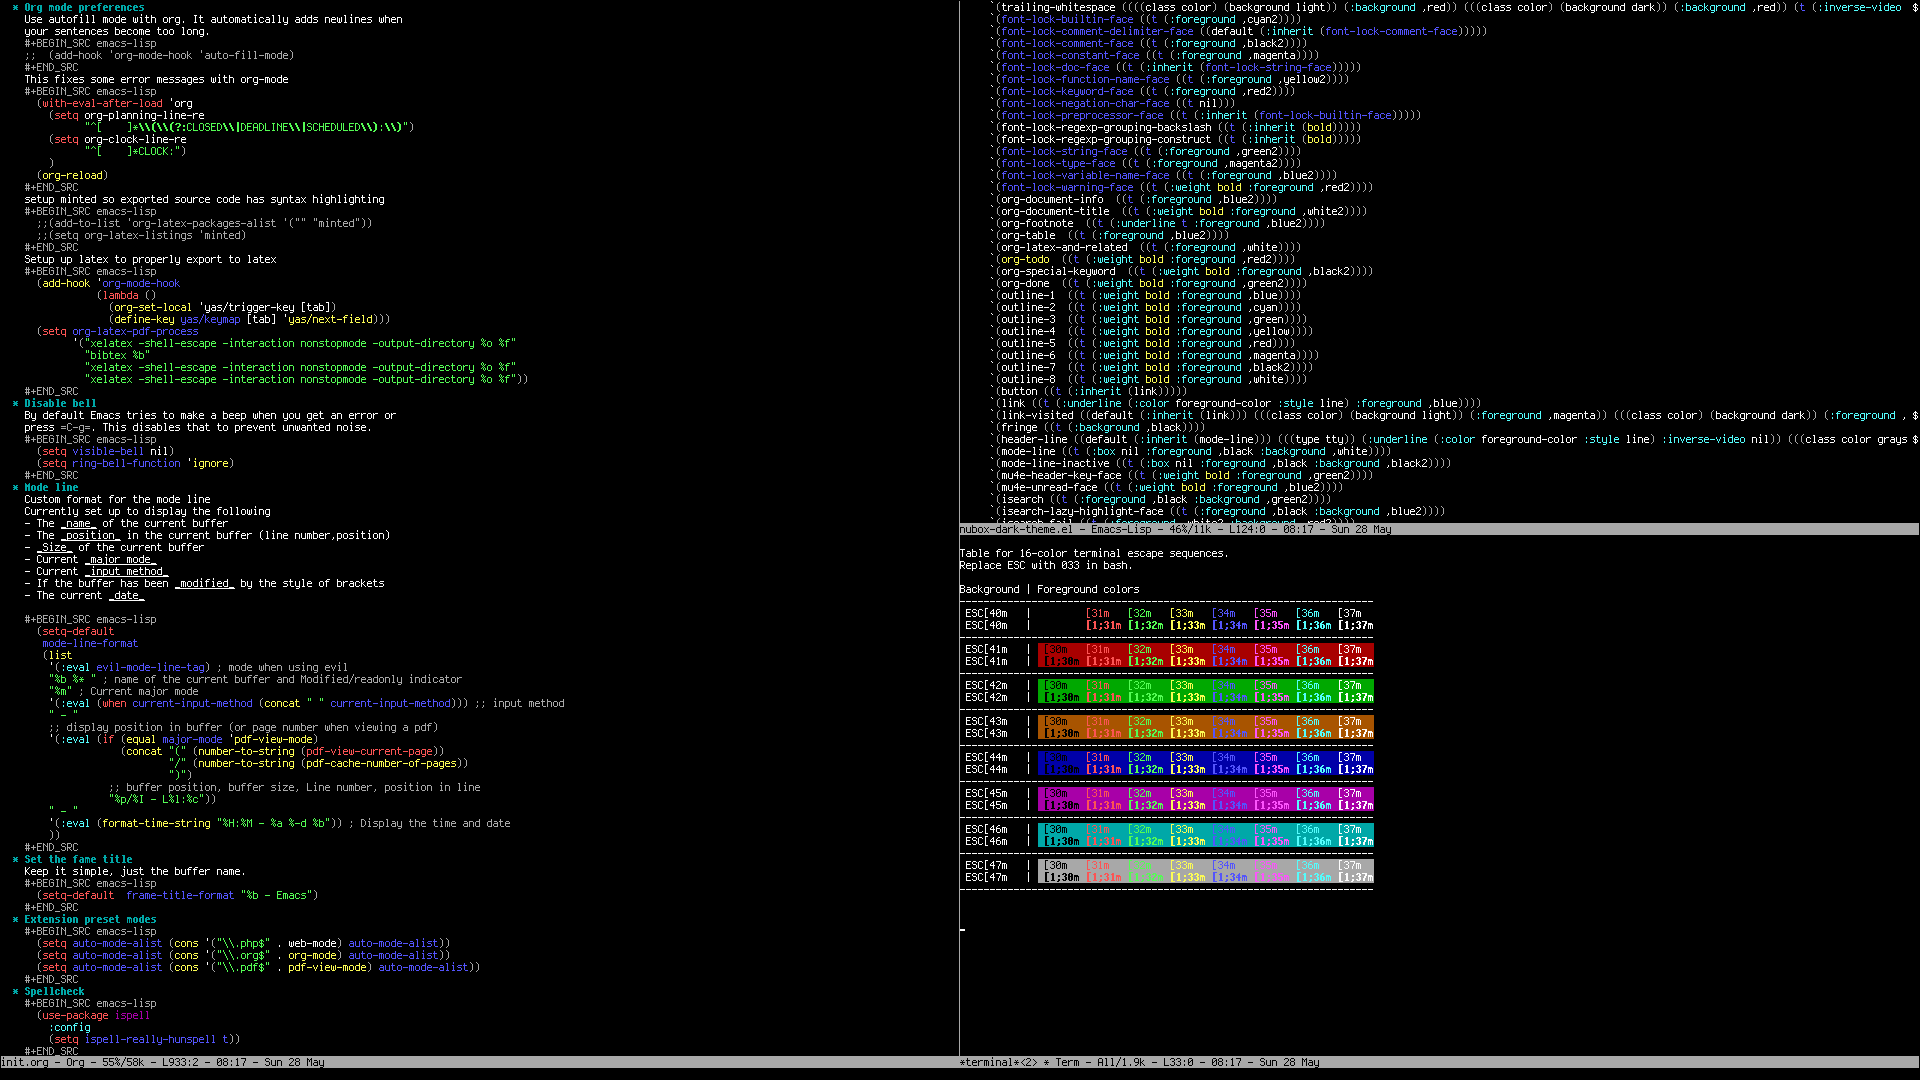 * Org mode preferences
Use autofill mode with org. It automatically adds newlines when
your sentences become too long.
#+BEGIN_SRC emacs-lisp
;;  (add-hook 'org-mode-hook 'auto-fill-mode)
#+END_SRC
This fixes some error messages with org-mode
#+BEGIN_SRC emacs-lisp
(with-eval-after-load 'org
(setq org-planning-line-re
"^[    ]*\\(\\(?:CLOSED\\|DEADLINE\\|SCHEDULED\\):\\)")
(setq org-clock-line-re
"^[    ]*CLOCK:")
)
(org-reload)
#+END_SRC
setup minted so exported source code has syntax highlighting
#+BEGIN_SRC emacs-lisp
;;(add-to-list 'org-latex-packages-alist '("" "minted"))
;;(setq org-latex-listings 'minted)
#+END_SRC
Setup up latex to properly export to latex
#+BEGIN_SRC emacs-lisp
(add-hook 'org-mode-hook
(lambda ()
(org-set-local 'yas/trigger-key [tab])
(define-key yas/keymap [tab] 'yas/next-field)))
(setq org-latex-pdf-process
'("xelatex -shell-escape -interaction nonstopmode -output-directory %o %f"
"bibtex %b"
"xelatex -shell-escape -interaction nonstopmode -output-directory %o %f"
"xelatex -shell-escape -interaction nonstopmode -output-directory %o %f"))
#+END_SRC
* Disable bell
By default Emacs tries to make a beep when you get an error or
press =C-g=. This disables that to prevent unwanted noise.
#+BEGIN_SRC emacs-lisp
(setq visible-bell nil)
(setq ring-bell-function 'ignore)
#+END_SRC
* Mode line
Custom format for the mode line
Currently set up to display the following
- The _name_ of the current buffer
- The _position_ in the current buffer (line number,position)
- _Size_ of the current buffer
- Current _major mode_
- Current _input method_
- If the buffer has been _modified_ by the style of brackets
- The current _date_
#+BEGIN_SRC emacs-lisp
(setq-default
mode-line-format
(list
'(:eval evil-mode-line-tag) ; mode when using evil
"%b %* " ; name of the current buffer and Modified/readonly indicator
"%m" ; Current major mode
'(:eval (when current-input-method (concat " " current-input-method))) ;; input method
" - "
;; display position in buffer (or page number when viewing a pdf)
'(:eval (if (equal major-mode 'pdf-view-mode)
(concat "(" (number-to-string (pdf-view-current-page))
"/" (number-to-string (pdf-cache-number-of-pages))
")")
;; buffer position, buffer size, Line number, position in line
"%p/%I - L%l:%c"))
" - "
'(:eval (format-time-string "%H:%M - %a %-d %b")) ; Display the time and date
))
#+END_SRC
* Set the fame title
Keep it simple, just the buffer name.
#+BEGIN_SRC emacs-lisp
(setq-default  frame-title-format "%b - Emacs")
#+END_SRC
* Extension preset modes
#+BEGIN_SRC emacs-lisp
(setq auto-mode-alist (cons '("\\.php$" . web-mode) auto-mode-alist))
(setq auto-mode-alist (cons '("\\.org$" . org-mode) auto-mode-alist))
(setq auto-mode-alist (cons '("\\.pdf$" . pdf-view-mode) auto-mode-alist))
#+END_SRC
* Spellcheck
#+BEGIN_SRC emacs-lisp
(use-package ispell
:config
(setq ispell-really-hunspell t))
#+END_SRC
init.org - Org - 55%/58k - L933:2 - 08:17 - Sun 28 May
`(trailing-whitespace ((((class color) (background light)) (:background ,red)) (((class color) (background dark)) (:background ,red)) (t (:inverse-video $
`(font-lock-builtin-face ((t (:foreground ,cyan2))))
`(font-lock-comment-delimiter-face ((default (:inherit (font-lock-comment-face)))))
`(font-lock-comment-face ((t (:foreground ,black2))))
`(font-lock-constant-face ((t (:foreground ,magenta))))
`(font-lock-doc-face ((t (:inherit (font-lock-string-face)))))
`(font-lock-function-name-face ((t (:foreground ,yellow2))))
`(font-lock-keyword-face ((t (:foreground ,red2))))
`(font-lock-negation-char-face ((t nil)))
`(font-lock-preprocessor-face ((t (:inherit (font-lock-builtin-face)))))
`(font-lock-regexp-grouping-backslash ((t (:inherit (bold)))))
`(font-lock-regexp-grouping-construct ((t (:inherit (bold)))))
`(font-lock-string-face ((t (:foreground ,green2))))
`(font-lock-type-face ((t (:foreground ,magenta2))))
`(font-lock-variable-name-face ((t (:foreground ,blue2))))
`(font-lock-warning-face ((t (:weight bold :foreground ,red2))))
`(org-document-info  ((t (:foreground ,blue2))))
`(org-document-title  ((t (:weight bold :foreground ,white2))))
`(org-footnote  ((t (:underline t :foreground ,blue2))))
`(org-table  ((t (:foreground ,blue2))))
`(org-latex-and-related  ((t (:foreground ,white))))
`(org-todo  ((t (:weight bold :foreground ,red2))))
`(org-special-keyword  ((t (:weight bold :foreground ,black2))))
`(org-done  ((t (:weight bold :foreground ,green2))))
`(outline-1  ((t (:weight bold :foreground ,blue))))
`(outline-2  ((t (:weight bold :foreground ,cyan))))
`(outline-3  ((t (:weight bold :foreground ,green))))
`(outline-4  ((t (:weight bold :foreground ,yellow))))
`(outline-5  ((t (:weight bold :foreground ,red))))
`(outline-6  ((t (:weight bold :foreground ,magenta))))
`(outline-7  ((t (:weight bold :foreground ,black2))))
`(outline-8  ((t (:weight bold :foreground ,white))))
`(button ((t (:inherit (link)))))
`(link ((t (:underline (:color foreground-color :style line) :foreground ,blue))))
`(link-visited ((default (:inherit (link))) (((class color) (background light)) (:foreground ,magenta)) (((class color) (background dark)) (:foreground , $
`(fringe ((t (:background ,black))))
`(header-line ((default (:inherit (mode-line))) (((type tty)) (:underline (:color foreground-color :style line) :inverse-video nil)) (((class color grays $
`(mode-line ((t (:box nil :foreground ,black :background ,white))))
`(mode-line-inactive ((t (:box nil :foreground ,black :background ,black2))))
`(mu4e-header-key-face ((t (:weight bold :foreground ,green2))))
`(mu4e-unread-face ((t (:weight bold :foreground ,blue2))))
`(isearch ((t (:foreground ,black :background ,green2))))
`(isearch-lazy-highlight-face ((t (:foreground ,black :background ,blue2))))
`(isearch-fail ((t (:foreground ,white2 :background ,red2))))
nubox-dark-theme.el - Emacs-Lisp - 46%/11k - L124:0 - 08:17 - Sun 28 May
Table for 16-color terminal escape sequences.
Replace ESC with 033 in bash.
Background | Foreground colors
ESC[40m   |         [31m   [32m   [33m   [34m   [35m   [36m   [37m
ESC[40m   |         [1;31m [1;32m [1;33m [1;34m [1;35m [1;36m [1;37m
ESC[41m   |  [30m   [31m   [32m   [33m   [34m   [35m   [36m   [37m
ESC[41m   |  [1;30m [1;31m [1;32m [1;33m [1;34m [1;35m [1;36m [1;37m
ESC[42m   |  [30m   [31m   [32m   [33m   [34m   [35m   [36m   [37m
ESC[42m   |  [1;30m [1;31m [1;32m [1;33m [1;34m [1;35m [1;36m [1;37m
ESC[43m   |  [30m   [31m   [32m   [33m   [34m   [35m   [36m   [37m
ESC[43m   |  [1;30m [1;31m [1;32m [1;33m [1;34m [1;35m [1;36m [1;37m
ESC[44m   |  [30m   [31m   [32m   [33m   [34m   [35m   [36m   [37m
ESC[44m   |  [1;30m [1;31m [1;32m [1;33m [1;34m [1;35m [1;36m [1;37m
ESC[45m   |  [30m   [31m   [32m   [33m   [34m   [35m   [36m   [37m
ESC[45m   |  [1;30m [1;31m [1;32m [1;33m [1;34m [1;35m [1;36m [1;37m
ESC[46m   |  [30m   [31m   [32m   [33m   [34m   [35m   [36m   [37m
ESC[46m   |  [1;30m [1;31m [1;32m [1;33m [1;34m [1;35m [1;36m [1;37m
ESC[47m   |  [30m   [31m   [32m   [33m   [34m   [35m   [36m   [37m
ESC[47m   |  [1;30m [1;31m [1;32m [1;33m [1;34m [1;35m [1;36m [1;37m
*terminal*<2> * Term - All/1.9k - L33:0 - 08:17 - Sun 28 May